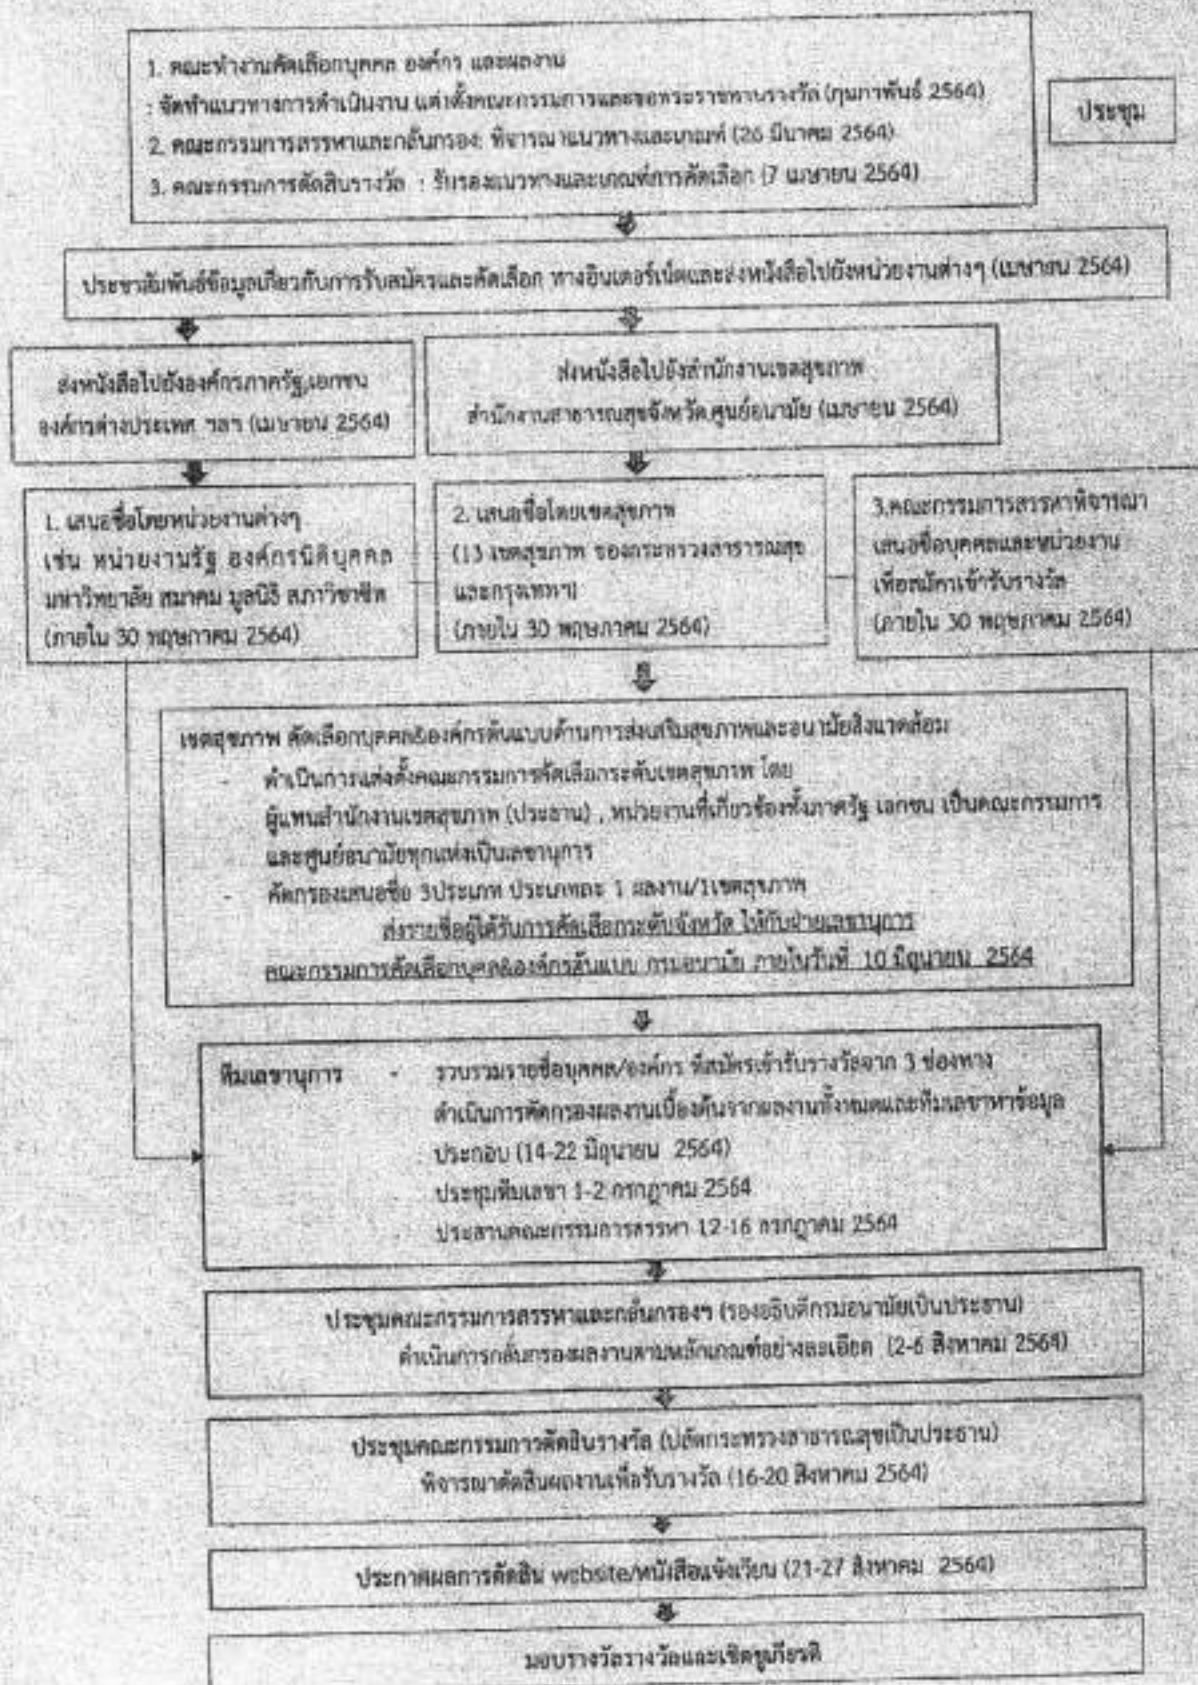 1. คณะทำงานคัดเลือกบุคคล องค์กร และผลงาน
: จัดทำแนวทางการดำเนินงาน แต่งตั้งคณะกรรมการและขอพระราชทานรางวัล (กุมภาพันธ์ 2564)
2. คณะกรรมการสรรหาและกลั่นกรอง: พิจารณาแนวทางและเกณฑ์ (26 มีนาคม 2564)
3. คณะกรรมการตัดสินรางวัล : รับรองแนวทางและเกณฑ์การคัดเลือก (7 เมษายน 2564)
ประชุม
ประชาสัมพันธ์ข้อมูลเกี่ยวกับการรับสมัครและคัดเลือก ทางอินเตอร์เน็ตและส่งหนังสือไปยังหน่วยงานต่างๆ (เมษายน 2564)
ส่งหนังสือไปยังองค์กรภาครัฐ,เอกชน
องค์กรต่างประเทศ ฯลฯ (เมษายน 2564)
ส่งหนังสือไปยังสำนักงานเขตสุขภาพ
สำนักงานสาธารณสุขจังหวัด,ศูนย์อนามัย (เมษายน 2564)
1. เสนอชื่อโดยหน่วยงานต่างๆ
เช่น หน่วยงานรัฐ องค์กรนิติบุคคล
มหาวิทยาลัย สมาคม มูลนิธิ สภาวิชาชีพ
(ภายใน 30 พฤษภาคม 2564)
2. เสนอชื่อโดยเขตสุขภาพ
(13 เขตสุขภาพ ของกระทรวงสาธารณสุข
และกรุงเทพฯ)
(ภายใน 30 พฤษภาคม 2564)
3.คณะกรรมการสรรหาพิจารณา
เสนอชื่อบุคคลและหน่วยงาน
เพื่อสมัครเข้ารับรางวัล
(ภายใน 30 พฤษภาคม 2564)
เขตสุขภาพ คัดเลือกบุคคล&องค์กรต้นแบบด้านการส่งเสริมสุขภาพและอนามัยสิ่งแวดล้อม
- ดำเนินการแต่งตั้งคณะกรรมการคัดเลือกระดับเขตสุขภาพ โดย
ผู้แทนสำนักงานเขตสุขภาพ (ประธาน) , หน่วยงานที่เกี่ยวข้องทั้งภาครัฐ เอกชน เป็นคณะกรรมการ
และศูนย์อนามัยทุกแห่งเป็นเลขานุการ
- คัดกรองเสนอชื่อ 3ประเภท ประเภทละ 1 ผลงาน/1เขตสุขภาพ
ส่งรายชื่อผู้ได้รับการคัดเลือกระดับจังหวัด ให้กับฝ่ายเลขานุการ
คณะกรรมการคัดเลือกบุคคล&องค์กรต้นแบบ กรมอนามัย ภายในวันที่ 10 มิถุนายน 2564
ทีมเลขานุการ - รวบรวมรายชื่อบุคคล/องค์กร ที่สมัครเข้ารับรางวัลจาก 3 ช่องทาง
ดำเนินการคัดกรองผลงานเบื้องต้นจากผลงานทั้งหมดและทีมเลขาหาข้อมูล
ประกอบ (14-22 มิถุนายน 2564)
- ประชุมทีมเลขา 1-2 กรกฎาคม 2564
- ประสานคณะกรรมการสรรหา 12-16 กรกฎาคม 2564
ประชุมคณะกรรมการสรรหาและกลั่นกรองฯ (รองอธิบดีกรมอนามัยเป็นประธาน)
ดำเนินการกลั่นกรองผลงานตามหลักเกณฑ์อย่างละเอียด (2-6 สิงหาคม 2564)
ประชุมคณะกรรมการตัดสินรางวัล (ปลัดกระทรวงสาธารณสุขเป็นประธาน)
พิจารณาตัดสินผลงานเพื่อรับรางวัล (16-20 สิงหาคม 2564)
ประกาศผลการตัดสิน website/หนังสือแจ้งเวียน (21-27 สิงหาคม 2564)
มอบรางวัลรางวัลและเชิดชูเกียรติ